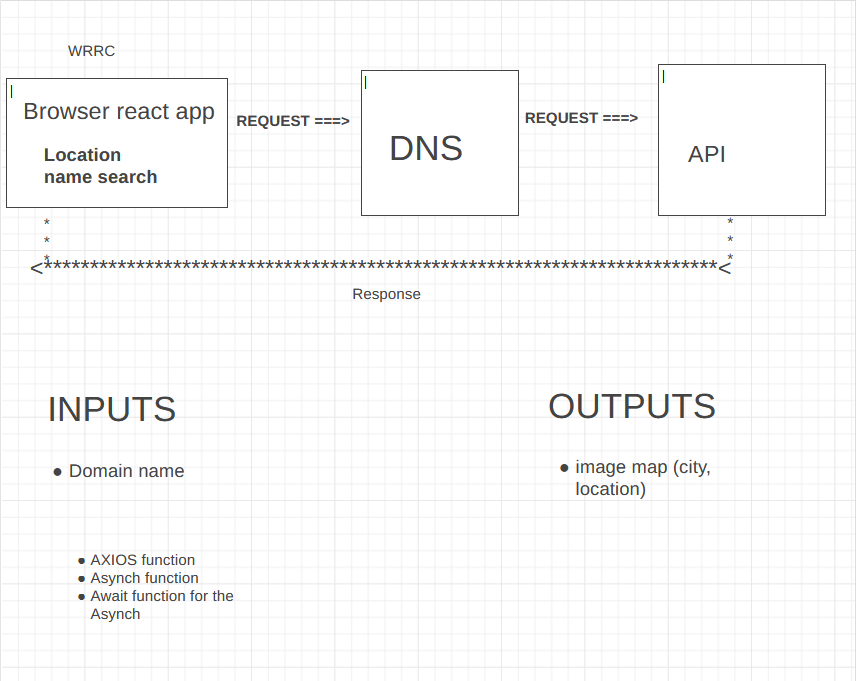 WRRC
Browser react app
Location
name search
REQUEST ===>
DNS
REQUEST ===>
API
*
*
*
*
*
*
<*************************************************************************<
Response
INPUTS
● Domain name
● AXIOS function
● Asynch function
● Await function for the
Asynch
OUTPUTS
● image map (city,
location)